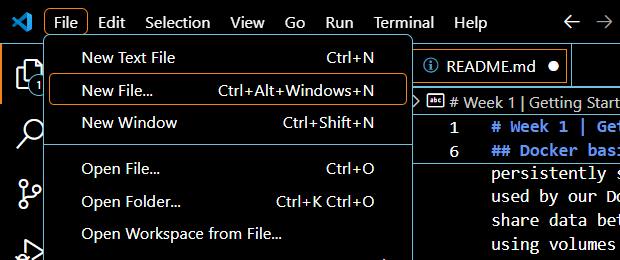 File Edit Selection View Go Run Terminal Help
New Text File Ctrl+N
README.md
New File... Ctrl+Alt+Windows+N
1
# Week 1 | Getting Start
New Window Ctrl+Shift+N
1 # Week 1 | Get
6 ## Docker basi
Open File... Ctrl+O
persistently s
used by our Do
Open Folder... Ctrl+K Ctrl+O
share data bet
Open Workspace from File...
using volumes